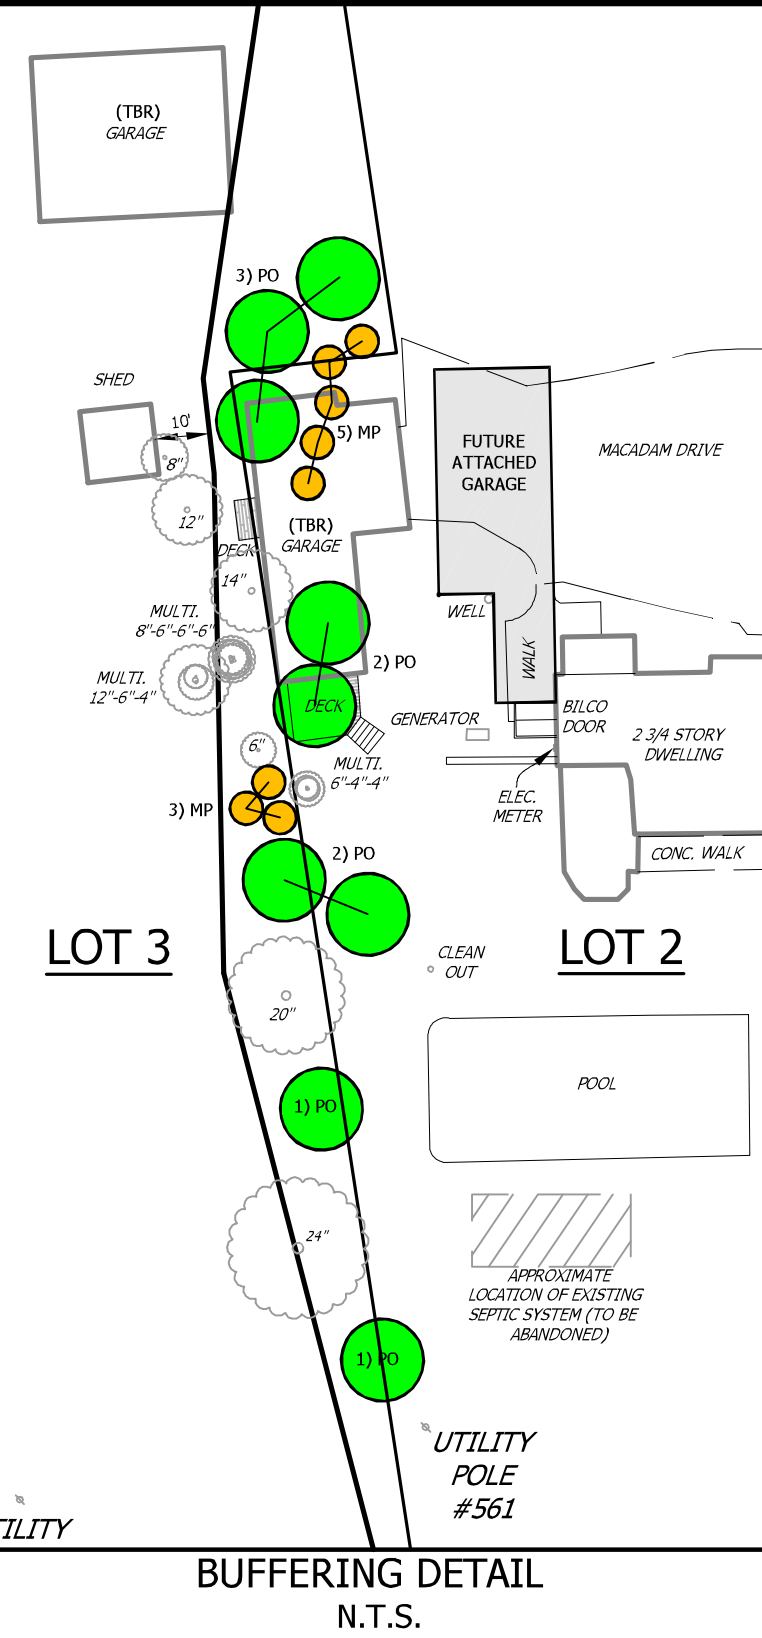 (TBR)
GARAGE
3) PO
SHED
10'
8"
12"
5) MP
FUTURE
ATTACHED
GARAGE
MACADAM DRIVE
(TBR)
GARAGE
DECK
14"
MULTI.
8"-6"-6"-6"
WELL
WALK
MULTI.
12"-6"-4"
2) PO
DECK
GENERATOR
BILCO
DOOR
2 3/4 STORY
DWELLING
6"
MULTI.
6"-4"-4"
ELEC.
METER
3) MP
2) PO
CONC. WALK
LOT 3
LOT 2
CLEAN
OUT
20"
POOL
1) PO
24"
APPROXIMATE
LOCATION OF EXISTING
SEPTIC SYSTEM (TO BE
ABANDONED)
1) PO
UTILITY
POLE
#561
TILITY
BUFFERING DETAIL
N.T.S.